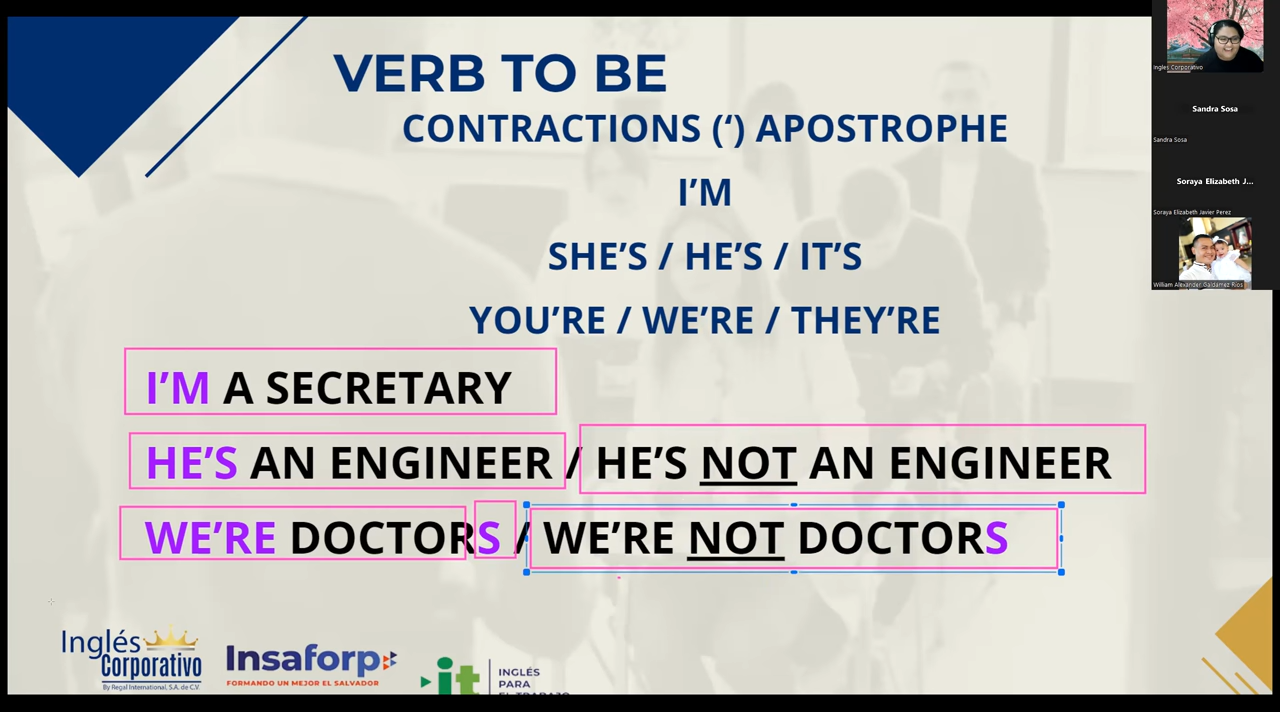 VERB TO BE
CONTRACTIONS (‘) APOSTROPHE
I’M
SHE’S / HE’S / IT’S
YOU’RE / WE’RE / THEY’RE
I’M A SECRETARY
HE’S AN ENGINEER / HE’S NOT AN ENGINEER
WE’RE DOCTORS / WE’RE NOT DOCTORS
Inglés
Corporativo
By Regal International, S.A. de C.V.
Insaforp
FORMANDO UN MEJOR EL SALVADOR
it
INGLÉS
PARA
EL TRABAJO
Inglés Corporativo
Sandra Sosa
Sandra Sosa
Soraya Elizabeth J...
Soraya Elizabeth Javier Perez
William Alexander Galdamez Rios